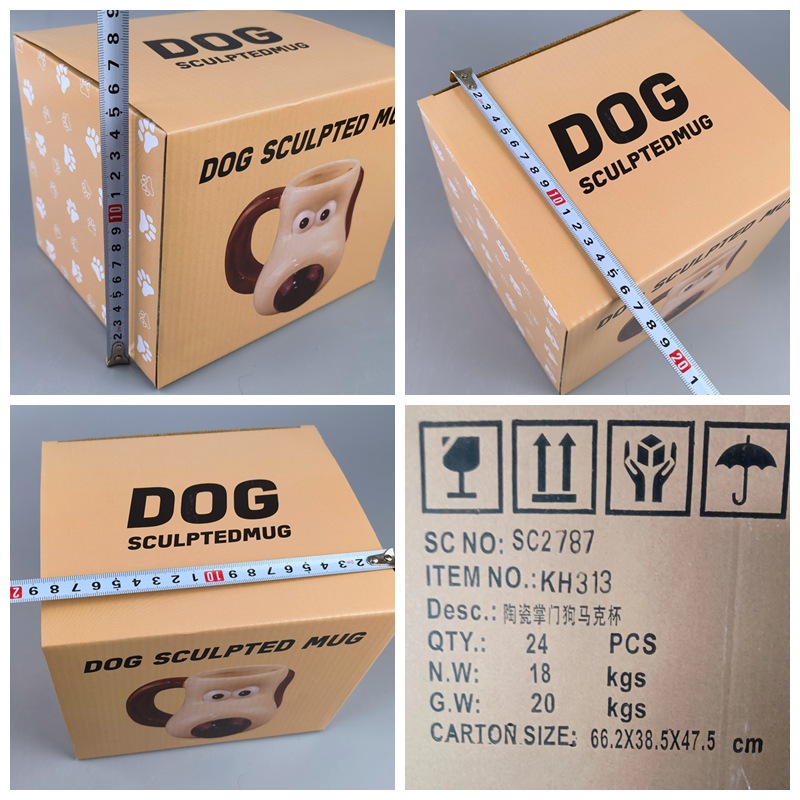 DOG
SCULPTEDMUG
DOG SCULPTED MU
DOG
SCULPTEDMUG
SCULPTED MUG
DOG
SCULPTEDMUG
DOG SCULPTED MUG
SC NO: SC2787
ITEM NO.:KH313
Desc.: 陶瓷掌门狗马克杯
QTY.: 24 PCS
N.W: 18 kgs
G.W: 20 kgs
CARTON SIZE: 66.2X38.5X47.5 cm